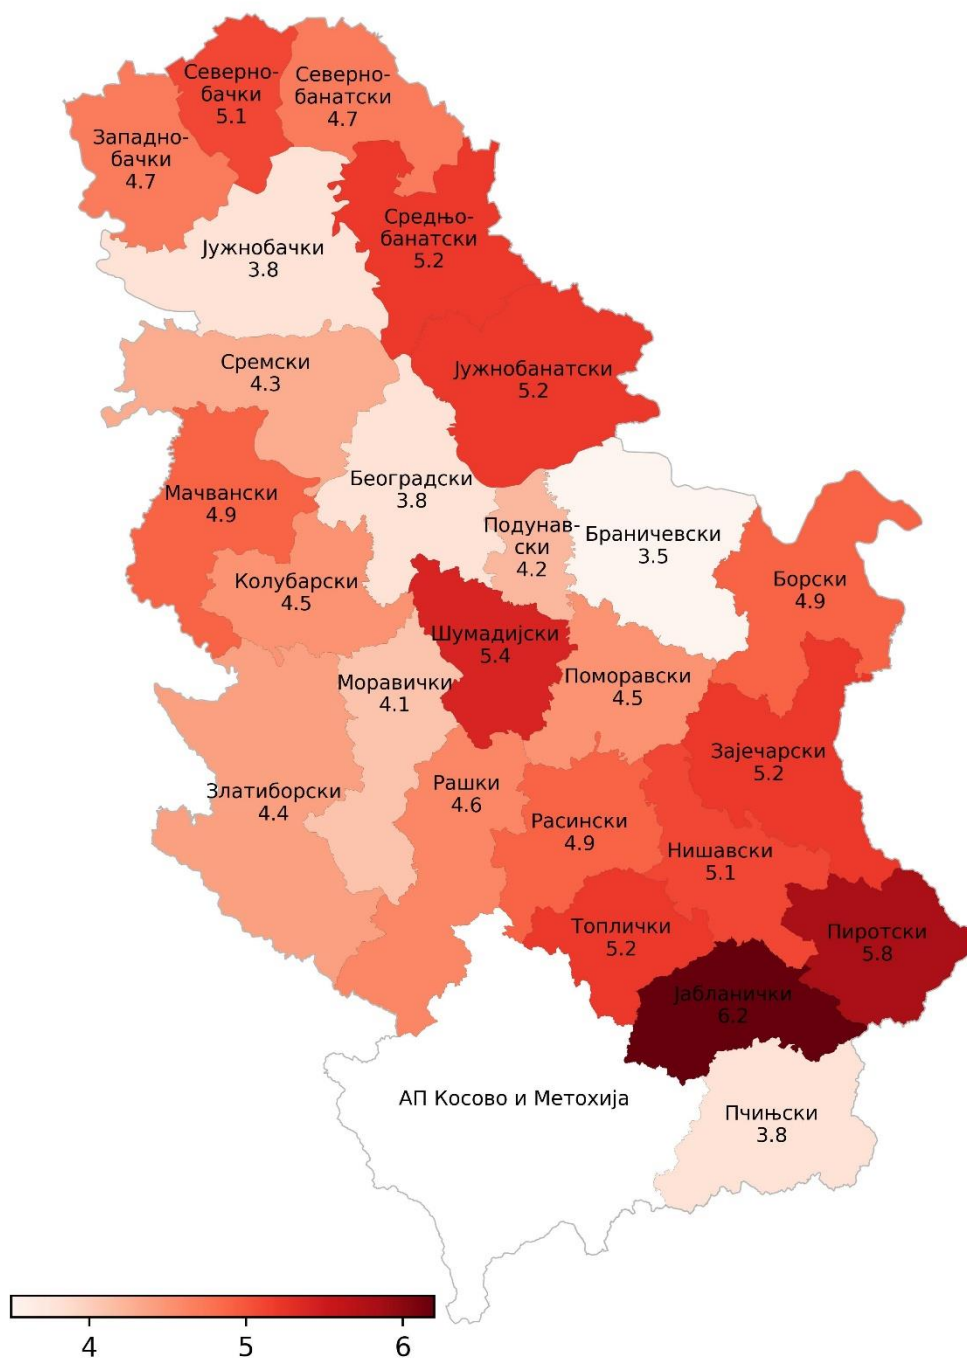 Северно-
бачки
5.1
Северно-
банатски
4.7
Западно-
бачки
4.7
Средњо-
банатски
5.2
Јужнобачки
3.8
Сремски
4.3
Јужнобанатски
5.2
Београдски
3.8
Мачвански
4.9
Подунав-
ски
4.2
Браничевски
3.5
Колубарски
4.5
Борски
4.9
Шумадијски
5.4
Моравички
4.1
Поморавски
4.5
Зајечарски
5.2
Златиборски
4.4
Рашки
4.6
Расински
4.9
Нишавски
5.1
Топлички
5.2
Пиротски
5.8
Јабланички
6.2
АП Косово и Метохија
Пчињски
3.8
4
5
6